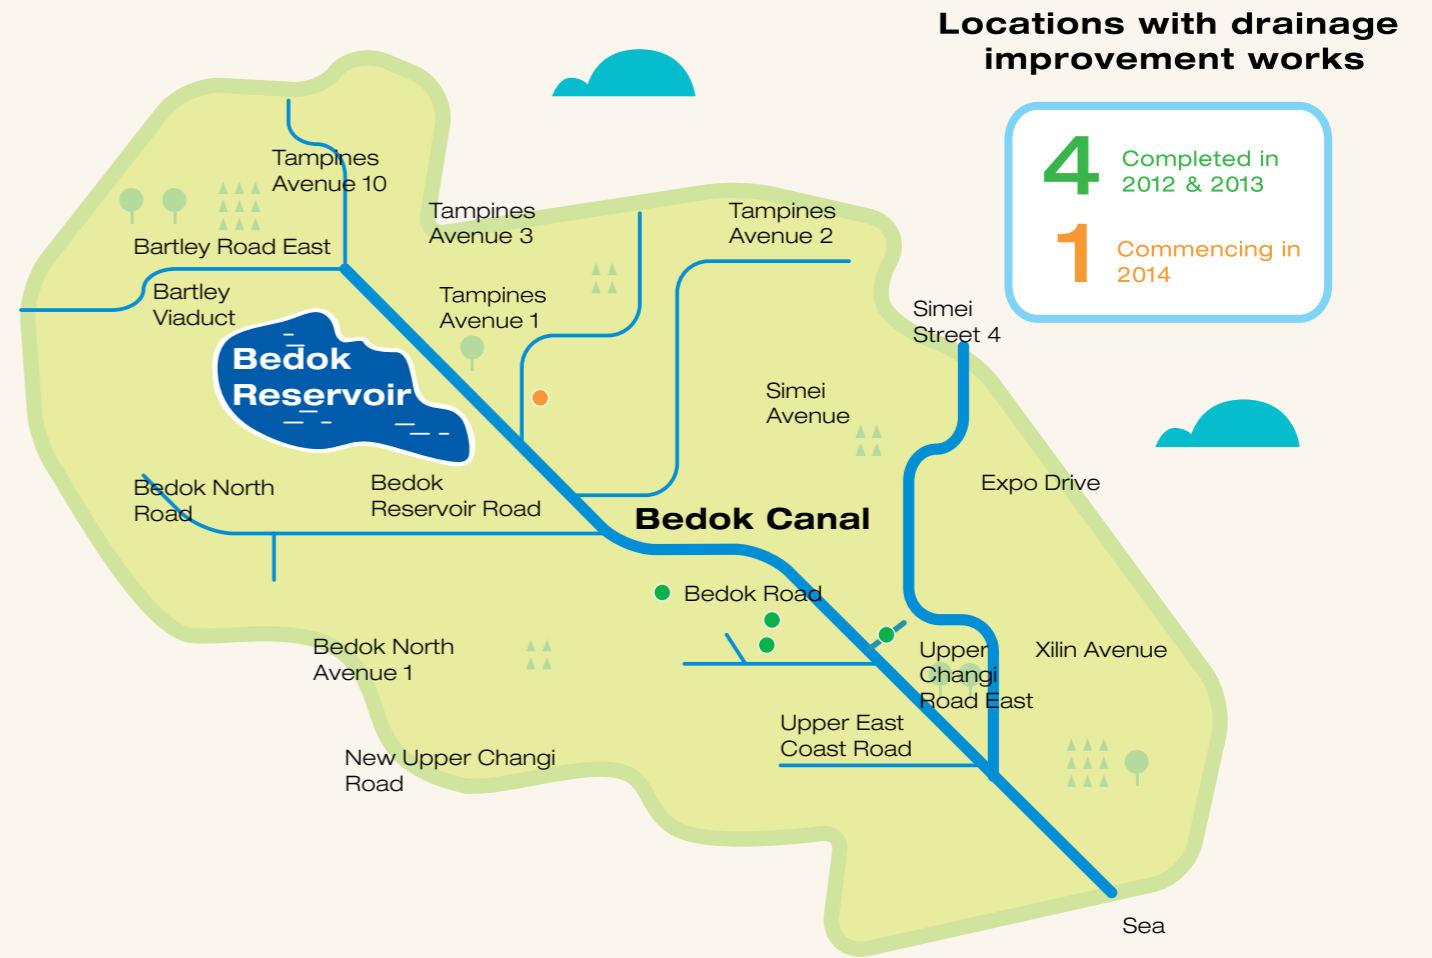 Locations with drainage
improvement works
4
Completed in
2012 & 2013
1
Commencing in
2014
Tampines
Avenue 10
Tampines
Avenue 3
Tampines
Avenue 2
Bartley Road East
Bartley
Viaduct
Tampines
Avenue 1
Simei
Street 4
Bedok
Reservoir
Simei
Avenue
Bedok North
Road
Bedok
Reservoir Road
Expo Drive
Bedok Canal
Bedok Road
Bedok North
Avenue 1
Upper
Changi
Road East
Xilin Avenue
Upper East
Coast Road
New Upper Changi
Road
Sea